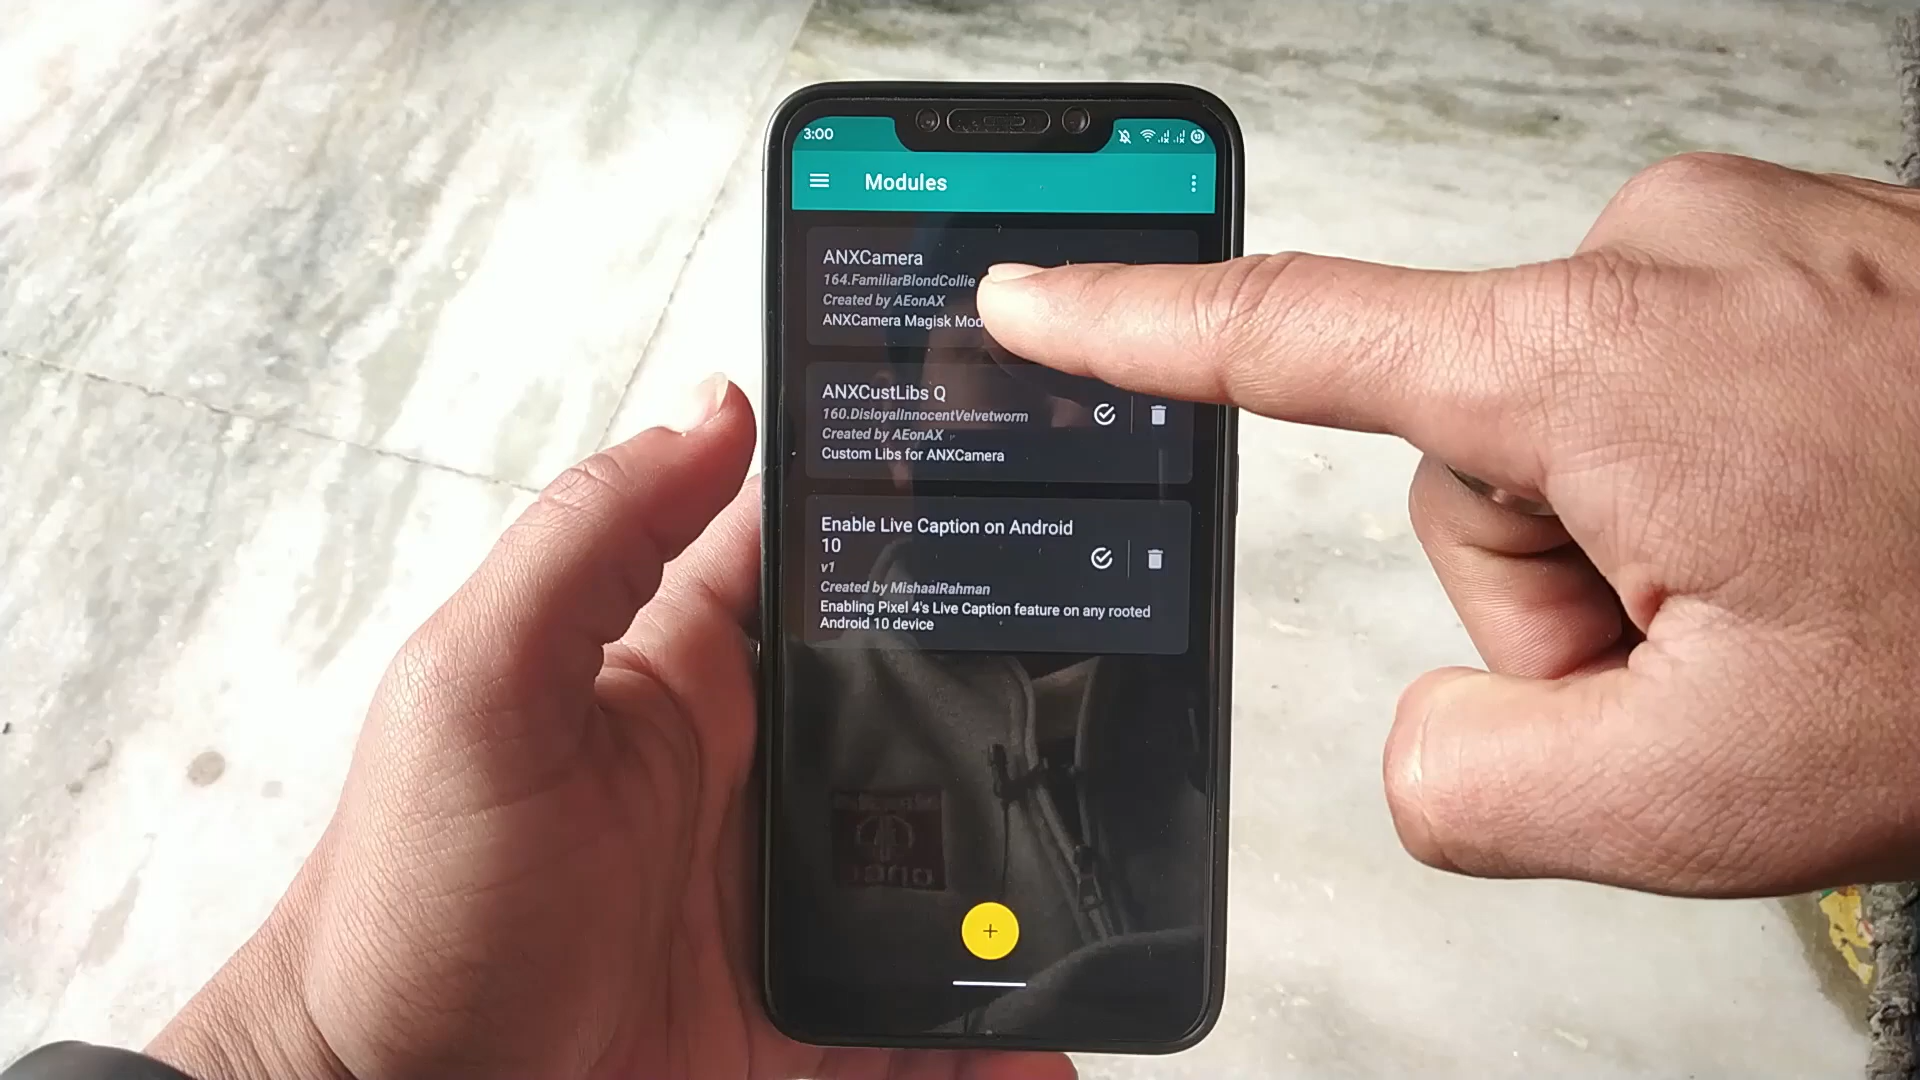 3:00
Modules
ANXCamera
164.FamiliarBlondCollie
Created by AEonAX
ANXCamera Magisk Mod
ANXCustLibs Q
160.DisloyalInnocentVelvetworm
Created by AEonAX
Custom Libs for ANXCamera
Enable Live Caption on Android
10
v1
Created by MishaalRahman
Enabling Pixel 4's Live Caption feature on any rooted
Android 10 device